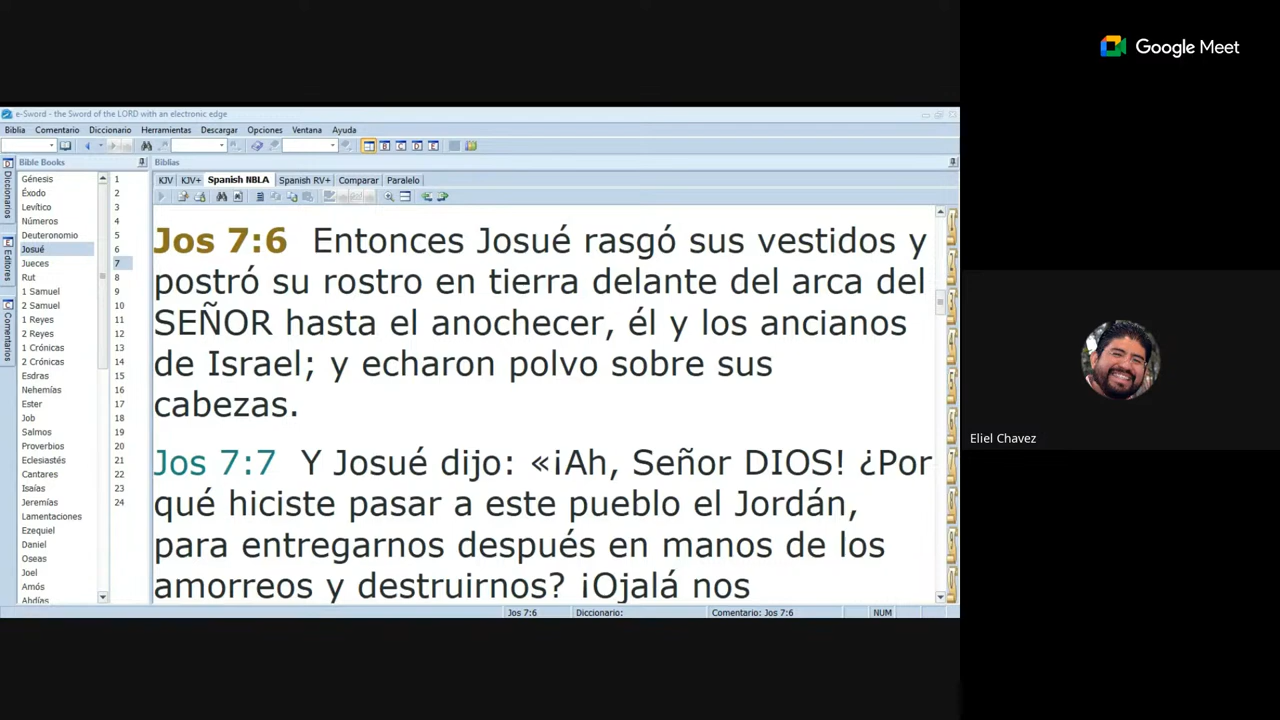 Google Meet
e-Sword - the Sword of the LORD with an electronic edge
Biblia Comentario Diccionario Herramientas Descargar Opciones Ventana Ayuda
B C D E
Bible Books
Biblias
KJV KJV+ Spanish NBLA Spanish RV+ Comparar Paralelo
Diccionarios
Editores
Comentarios
Génesis
Éxodo
Levítico
Números
Deuteronomio
Josué
Jueces
Rut
1 Samuel
2 Samuel
1 Reyes
2 Reyes
1 Crónicas
2 Crónicas
Esdras
Nehemías
Ester
Job
Salmos
Proverbios
Eclesiastés
Cantares
Isaías
Jeremías
Lamentaciones
Ezequiel
Daniel
Oseas
Joel
Amós
Abdías
1
2
3
4
5
6
7
8
9
10
11
12
13
14
15
16
17
18
19
20
21
22
23
24
Jos 7:6 Entonces Josué rasgó sus vestidos y
postró su rostro en tierra delante del arca del
SEÑOR hasta el anochecer, él y los ancianos
de Israel; y echaron polvo sobre sus
cabezas.
Jos 7:7 Y Josué dijo: «¡Ah, Señor DIOS! ¿Por
qué hiciste pasar a este pueblo el Jordán,
para entregarnos después en manos de los
amorreos y destruirnos? ¡Ojalá nos
Jos 7:6 Diccionario: Comentario: Jos 7:6 NUM
Eliel Chavez